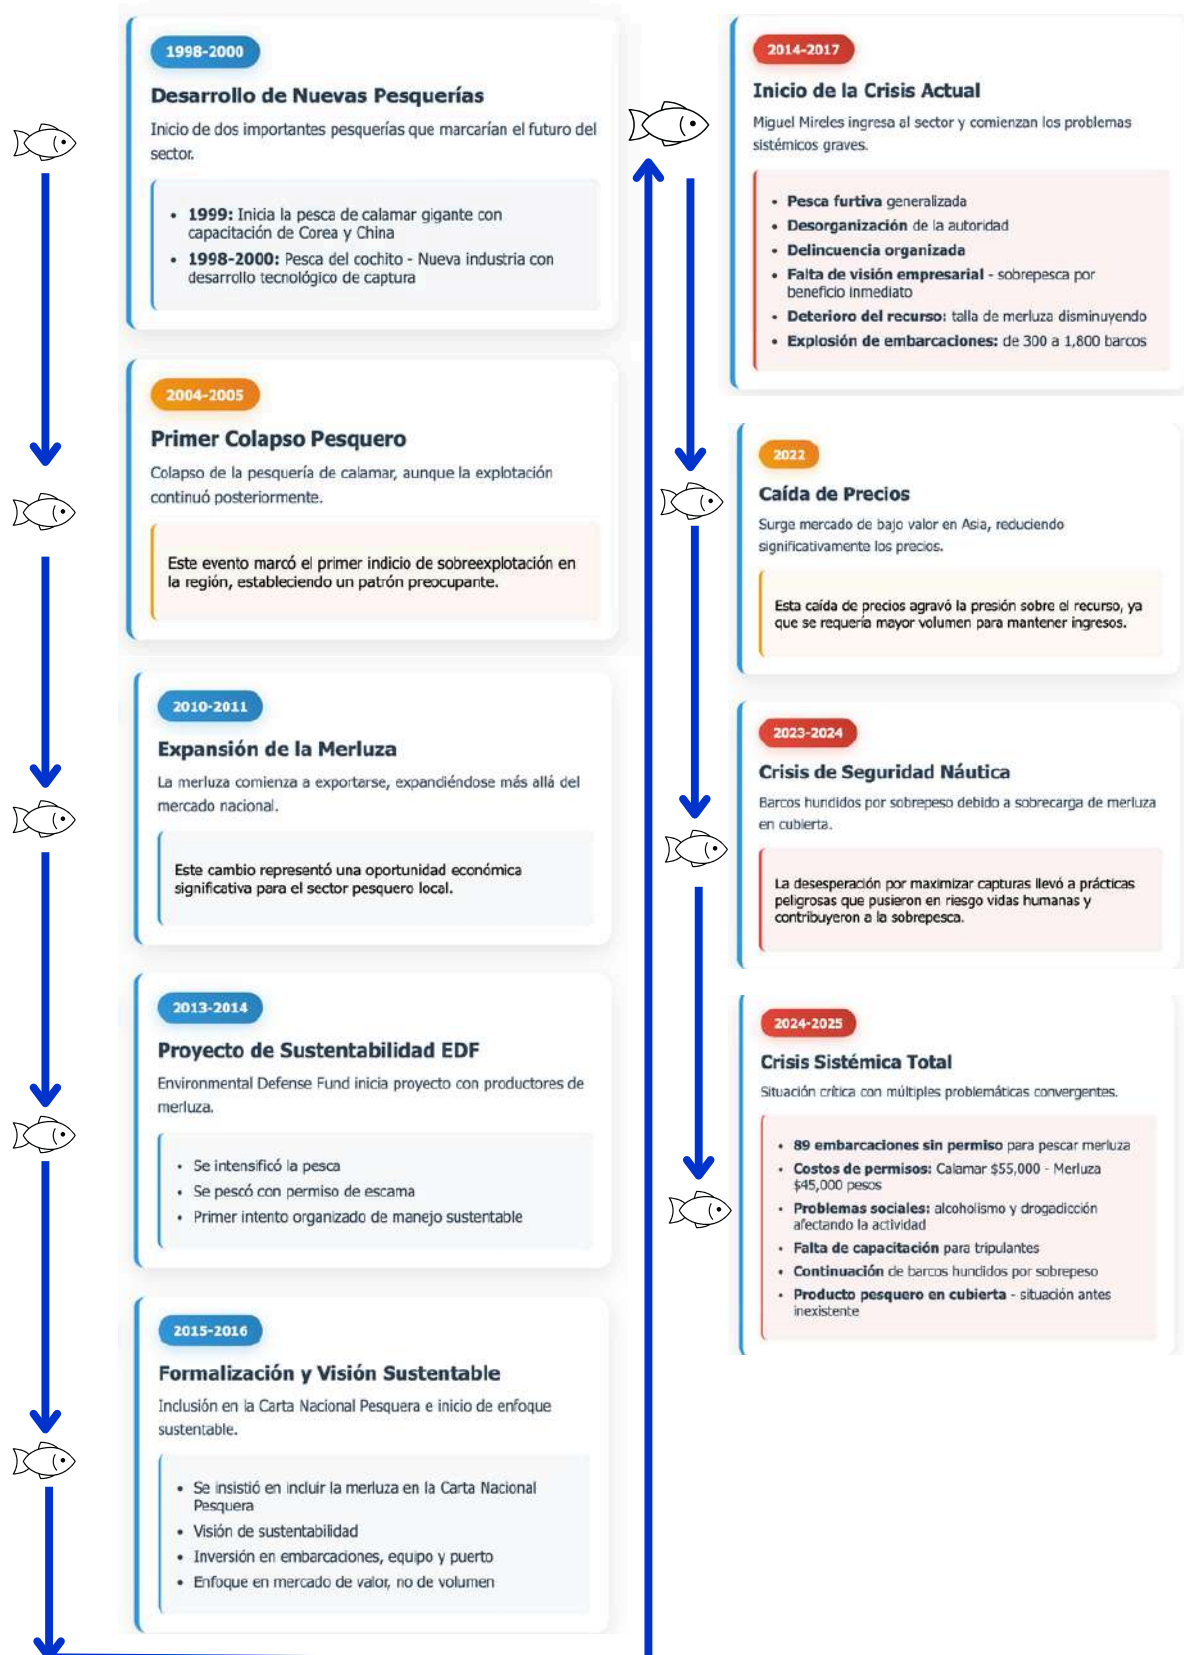 1998-2000
Desarrollo de Nuevas Pesquerías
Inicio de dos importantes pesquerías que marcarían el futuro del
sector.
• 1999: Inicia la pesca de calamar gigante con
capacitación de Corea y China
• 1998-2000: Pesca del cochito - Nueva industria con
desarrollo tecnológico de captura
2004-2005
Primer Colapso Pesquero
Colapso de la pesquería de calamar, aunque la explotación
continuó posteriormente.
Este evento marcó el primer indicio de sobreexplotación en
la región, estableciendo un patrón preocupante.
2010-2011
Expansión de la Merluza
La merluza comienza a exportarse, expandiéndose más allá del
mercado nacional.
Este cambio representó una oportunidad económica
significativa para el sector pesquero local.
2013-2014
Proyecto de Sustentabilidad EDF
Environmental Defense Fund inicia proyecto con productores de
merluza.
• Se intensificó la pesca
• Se pescó con permiso de escama
• Primer intento organizado de manejo sustentable
2015-2016
Formalización y Visión Sustentable
Inclusión en la Carta Nacional Pesquera e inicio de enfoque
sustentable.
• Se insistió en incluir la merluza en la Carta Nacional
Pesquera
• Visión de sustentabilidad
• Inversión en embarcaciones, equipo y puerto
• Enfoque en mercado de valor, no de volumen
2014-2017
Inicio de la Crisis Actual
Miguel Mireles ingresa al sector y comienzan los problemas
sistémicos graves.
• Pesca furtiva generalizada
• Desorganización de la autoridad
• Delincuencia organizada
• Falta de visión empresarial - sobrepesca por
beneficio inmediato
• Deterioro del recurso: talla de merluza disminuyendo
• Explosión de embarcaciones: de 300 a 1,800 barcos
2022
Caída de Precios
Surge mercado de bajo valor en Asia, reduciendo
significativamente los precios.
Esta caída de precios agravó la presión sobre el recurso, ya
que se requería mayor volumen para mantener ingresos.
2023-2024
Crisis de Seguridad Náutica
Barcos hundidos por sobrepeso debido a sobrecarga de merluza
en cubierta.
La desesperación por maximizar capturas llevó a prácticas
peligrosas que pusieron en riesgo vidas humanas y
contribuyeron a la sobrepesca.
2024-2025
Crisis Sistémica Total
Situación crítica con múltiples problemáticas convergentes.
• 89 embarcaciones sin permiso para pescar merluza
• Costos de permisos: Calamar $55,000 - Merluza
$45,000 pesos
• Problemas sociales: alcoholismo y drogadicción
afectando la actividad
• Falta de capacitación para tripulantes
• Continuación de barcos hundidos por sobrepeso
• Producto pesquero en cubierta - situación antes
inexistente